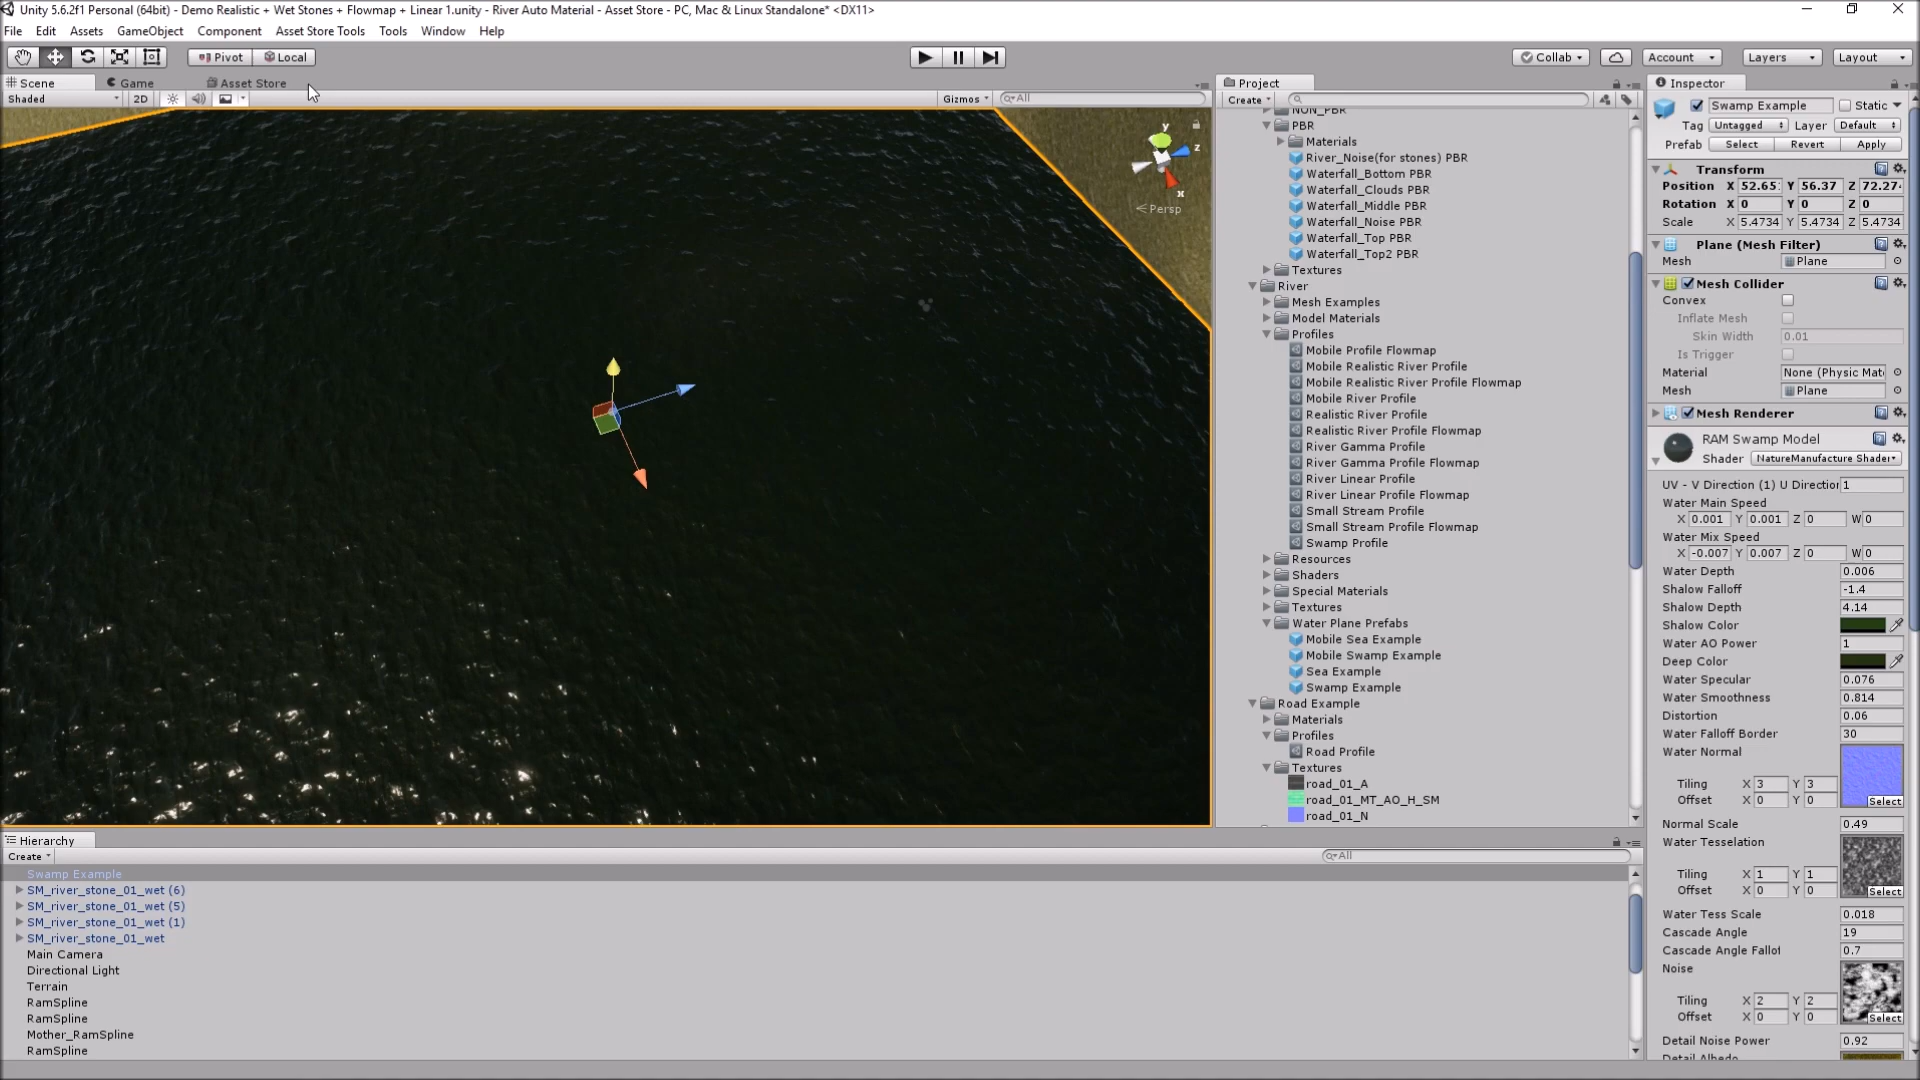 Unity 5.6.2f1 Personal (64bit) - Demo Realistic + Wet Stones + Flowmap + Linear 1.unity - River Auto Material - Asset Store - PC, Mac & Linux Standalone* <DX11>
File Edit Assets GameObject Component Asset Store Tools Tools Window Help
Pivot Local Collab Account Layers Layout
Scene Game Asset Store
Shaded 2D Gizmos All
y
z
x
Persp
Project
Create
NON_PBR
PBR
Materials
River_Noise(for stones) PBR
Waterfall_Bottom PBR
Waterfall_Clouds PBR
Waterfall_Middle PBR
Waterfall_Noise PBR
Waterfall_Top PBR
Waterfall_Top2 PBR
Textures
River
Mesh Examples
Model Materials
Profiles
Mobile Profile Flowmap
Mobile Realistic River Profile
Mobile Realistic River Profile Flowmap
Mobile River Profile
Realistic River Profile
Realistic River Profile Flowmap
River Gamma Profile
River Gamma Profile Flowmap
River Linear Profile
River Linear Profile Flowmap
Small Stream Profile
Small Stream Profile Flowmap
Swamp Profile
Resources
Shaders
Special Materials
Textures
Water Plane Prefabs
Mobile Sea Example
Mobile Swamp Example
Sea Example
Swamp Example
Road Example
Materials
Profiles
Road Profile
Textures
road_01_A
road_01_MT_AO_H_SM
road_01_N
Inspector
Swamp Example Static
Tag Untagged Layer Default
Prefab Select Revert Apply
Transform
Position X 52.65 Y 56.37 Z 72.27
Rotation X 0 Y 0 Z 0
Scale X 5.4734 Y 5.4734 Z 5.4734
Plane (Mesh Filter)
Mesh Plane
Mesh Collider
Convex
Inflate Mesh
Skin Width 0.01
Is Trigger
Material None (Physic Mat
Mesh Plane
Mesh Renderer
RAM Swamp Model
Shader NatureManufacture Shader
UV - V Direction (1) U Direction 1
Water Main Speed
X 0.001 Y 0.001 Z 0 W 0
Water Mix Speed
X -0.007 Y 0.007 Z 0 W 0
Water Depth 0.006
Shalow Falloff -1.4
Shalow Depth 4.14
Shalow Color
Water AO Power 1
Deep Color
Water Specular 0.076
Water Smoothness 0.814
Distortion 0.06
Water Falloff Border 30
Water Normal
Tiling X 3 Y 3
Offset X 0 Y 0 Select
Normal Scale 0.49
Water Tesselation
Tiling X 1 Y 1
Offset X 0 Y 0 Select
Water Tess Scale 0.018
Cascade Angle 19
Cascade Angle Fallof 0.7
Noise
Tiling X 2 Y 2
Offset X 0 Y 0 Select
Detail Noise Power 0.92
Detail Albedo
Hierarchy
Create All
Swamp Example
SM_river_stone_01_wet (6)
SM_river_stone_01_wet (5)
SM_river_stone_01_wet (1)
SM_river_stone_01_wet
Main Camera
Directional Light
Terrain
RamSpline
RamSpline
Mother_RamSpline
RamSpline